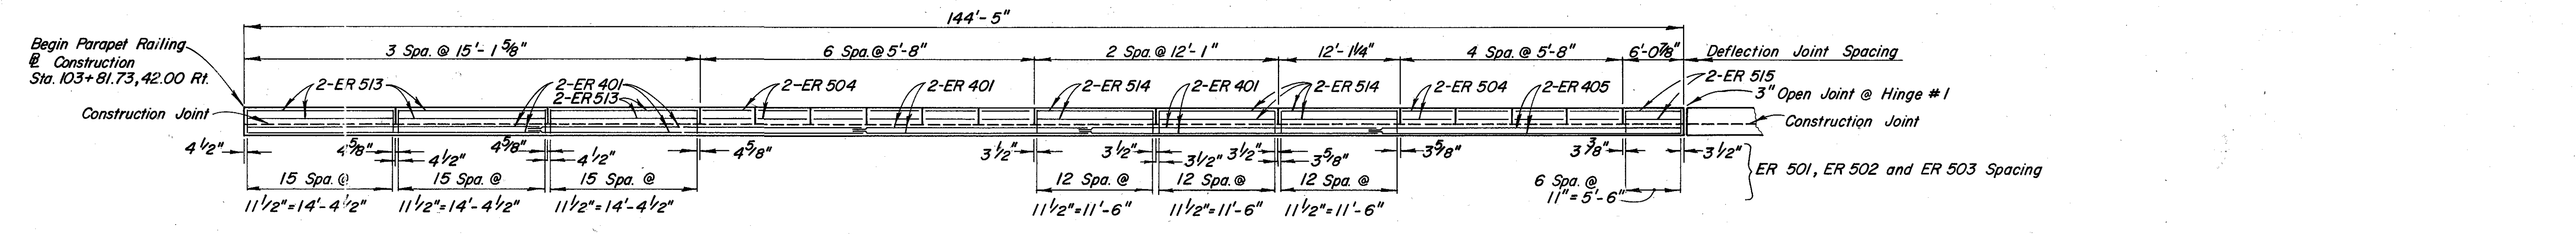 144'-5"
Begin Parapet Railing
℄ Construction
Sta. 103+81.73, 42.00 Rt.
3 Spa. @ 15'-1 5/8"
6 Spa. @ 5'-8"
2 Spa. @ 12'-1"
12'-1 1/4"
4 Spa. @ 5'-8"
6'-0 7/8"
Deflection Joint Spacing
2-ER 513
2-ER 401
2-ER 513
2-ER 504
2-ER 401
2-ER 514
2-ER 401
2-ER 514
2-ER 504
2-ER 405
2-ER 515
3" Open Joint @ Hinge #1
Construction Joint
Construction Joint
4 1/2"
4 5/8"
4 1/2"
4 5/8"
4 1/2"
4 5/8"
3 1/2"
3 1/2"
3 1/2"
3 1/2"
3 5/8"
3 5/8"
3 3/8"
3 1/2"
ER 501, ER 502 and ER 503 Spacing
15 Spa. @
11 1/2"=14'-4 1/2"
15 Spa. @
11 1/2"=14'-4 1/2"
15 Spa. @
11 1/2"=14'-4 1/2"
12 Spa. @
11 1/2"=11'-6"
12 Spa. @
11 1/2"=11'-6"
12 Spa. @
11 1/2"=11'-6"
6 Spa. @
11"=5'-6"